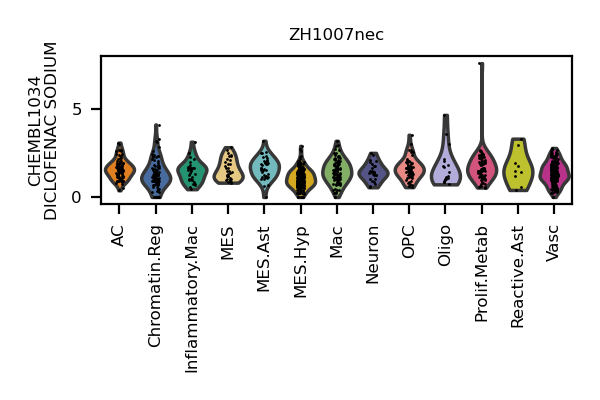 ZH1007nec
CHEMBL1034
DICLOFENAC SODIUM
5
0
AC
Chromatin.Reg
Inflammatory.Mac
MES
MES.Ast
MES.Hyp
Mac
Neuron
OPC
Oligo
Prolif.Metab
Reactive.Ast
Vasc